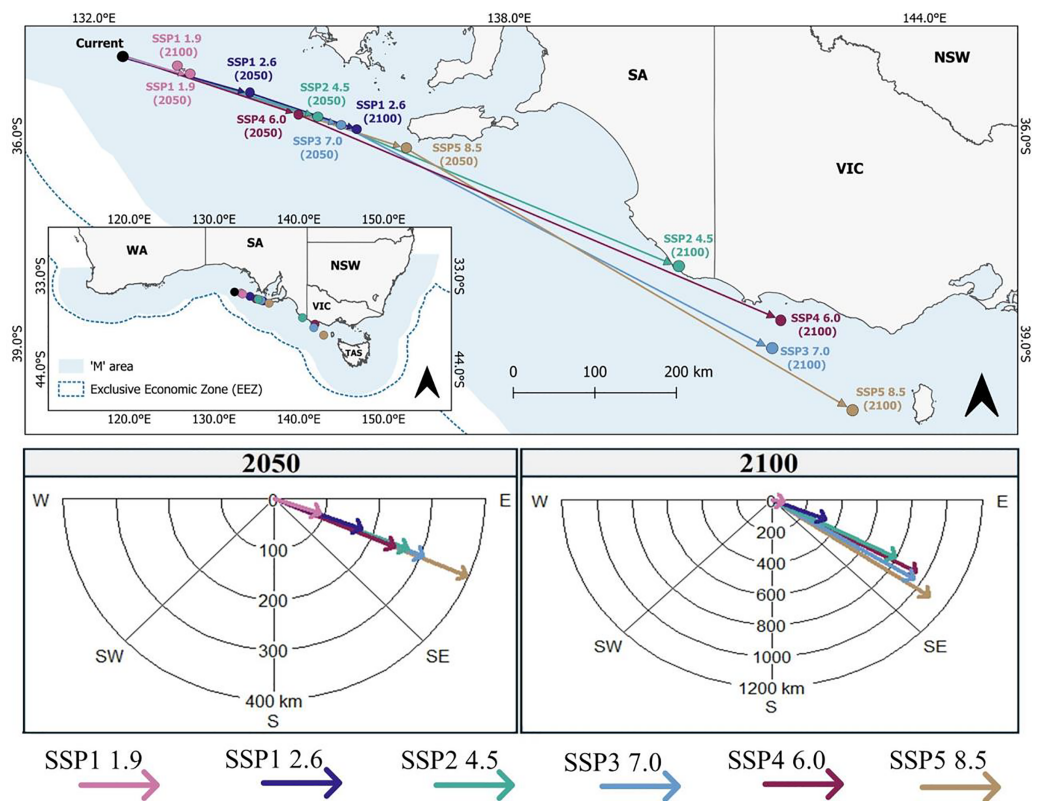 132.0°E 138.0°E 144.0°E
Current
SSP1 1.9
(2100)
SSP1 1.9
(2050)
SSP1 2.6
(2050)
SSP2 4.5
(2050)
SSP1 2.6
(2100)
SSP4 6.0
(2050)
SSP3 7.0
(2050)
SSP5 8.5
(2050)
SA
NSW
VIC
36.0°S
36.0°S
39.0°S
39.0°S
SSP2 4.5
(2100)
SSP4 6.0
(2100)
SSP3 7.0
(2100)
SSP5 8.5
(2100)
0 100 200 km
120.0°E 130.0°E 140.0°E 150.0°E
WA
SA
NSW
VIC
TAS
33.0°S
33.0°S
44.0°S
44.0°S
'M' area
Exclusive Economic Zone (EEZ)
120.0°E 130.0°E 140.0°E 150.0°E
2050
W 0 E
100
200
300
400 km
SW
SE
S
2100
W 0 E
200
400
600
800
1000
1200 km
SW
SE
S
SSP1 1.9
SSP1 2.6
SSP2 4.5
SSP3 7.0
SSP4 6.0
SSP5 8.5